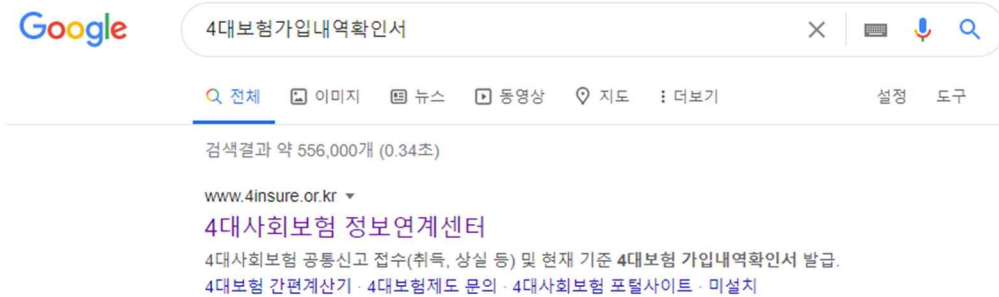 Google 4대보험가입내역확인서
전체 이미지 뉴스 동영상 지도 더보기 설정 도구
검색결과 약 556,000개 (0.34초)
www.4insure.or.kr
4대사회보험 정보연계센터
4대사회보험 공통신고 접수(취득, 상실 등) 및 현재 기준 4대보험 가입내역확인서 발급.
4대보험 간편계산기 · 4대보험제도 문의 · 4대사회보험 포털사이트 · 미설치